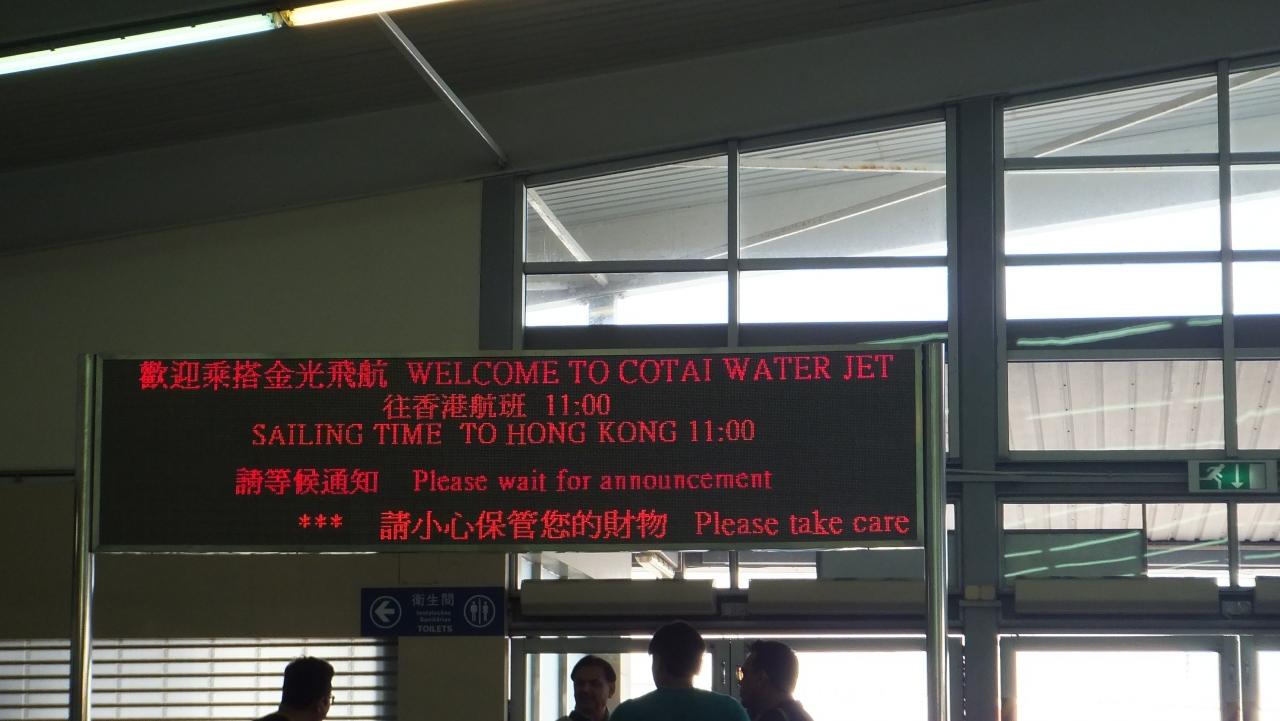 歡迎乘搭金光飛航 WELCOME TO COTAI WATER JET
往香港航班 11:00
SAILING TIME TO HONG KONG 11:00
請等候通知 Please wait for announcement
*** 請小心保管您的財物 Please take care
衛生間
Instalações
Sanitárias
TOILETS